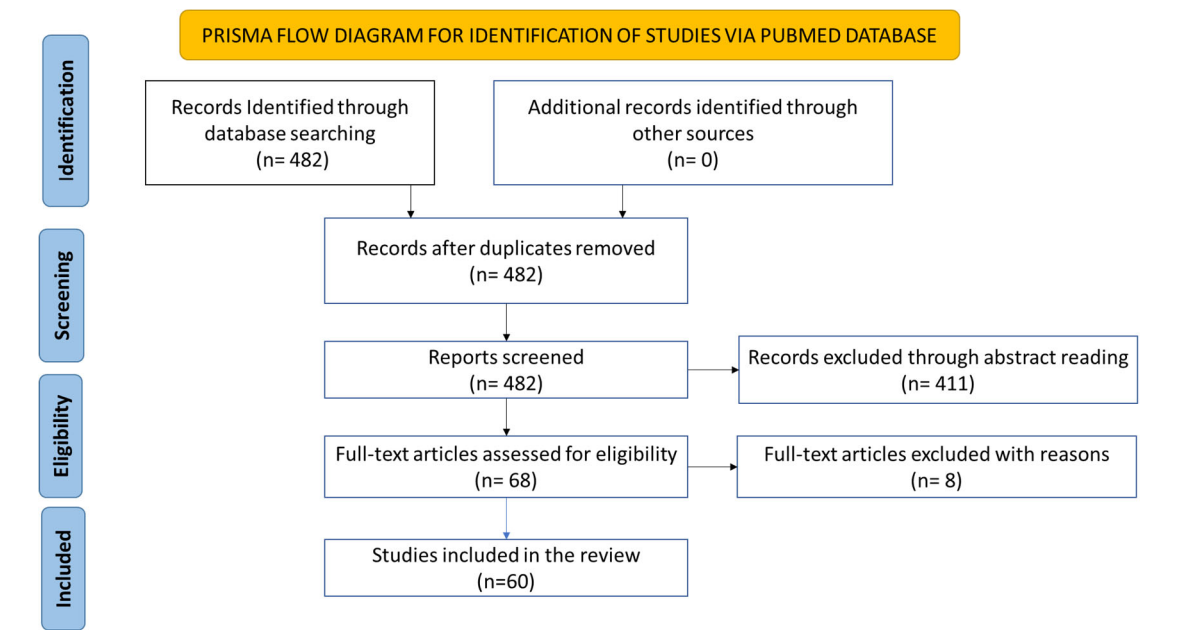 PRISMA FLOW DIAGRAM FOR IDENTIFICATION OF STUDIES VIA PUBMED DATABASE
Identification
Records Identified through
database searching
(n= 482)
Additional records identified through
other sources
(n= 0)
Screening
Records after duplicates removed
(n= 482)
Reports screened
(n= 482)
Records excluded through abstract reading
(n= 411)
Eligibility
Full-text articles assessed for eligibility
(n= 68)
Full-text articles excluded with reasons
(n= 8)
Included
Studies included in the review
(n=60)